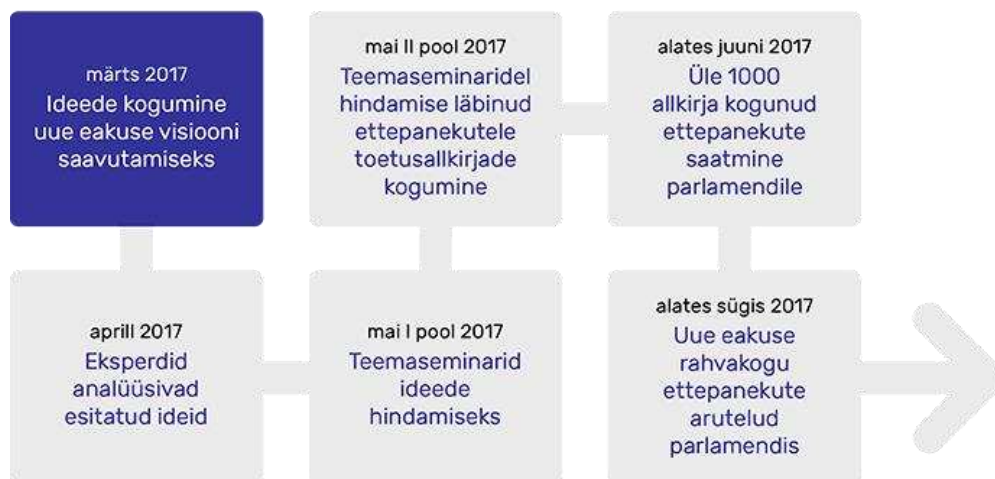 märts 2017
Ideede kogumine
uue eakuse visiooni
saavutamiseks
aprill 2017
Eksperdid
analüüsivad
esitatud ideid
mai I pool 2017
Teemaseminarid
ideede
hindamiseks
mai II pool 2017
Teemaseminaridel
hindamise läbinud
ettepanekutele
toetusallkirjade
kogumine
alates juuni 2017
Üle 1000
allkirja kogunud
ettepanekute
saatmine
parlamendile
alates sügis 2017
Uue eakuse
rahvakogu
ettepanekute
arutelud
parlamendis